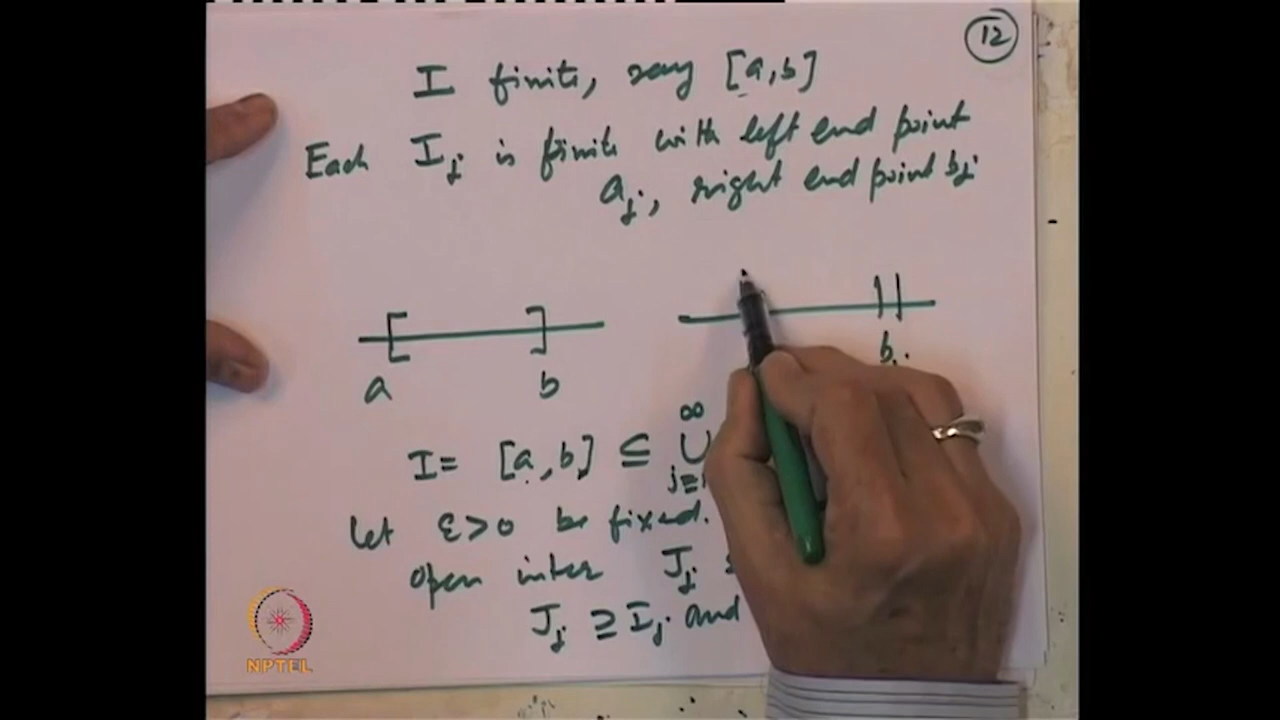 12
I finite, say [a,b]
Each I_j is finite with left end point
a_j, right end point b_j
a b b
I = [a,b] ⊆ ∞ ∪ j=1
Let ε>0 be fixed.
open inter J_j
J_j ⊇ I_j and
NPTEL